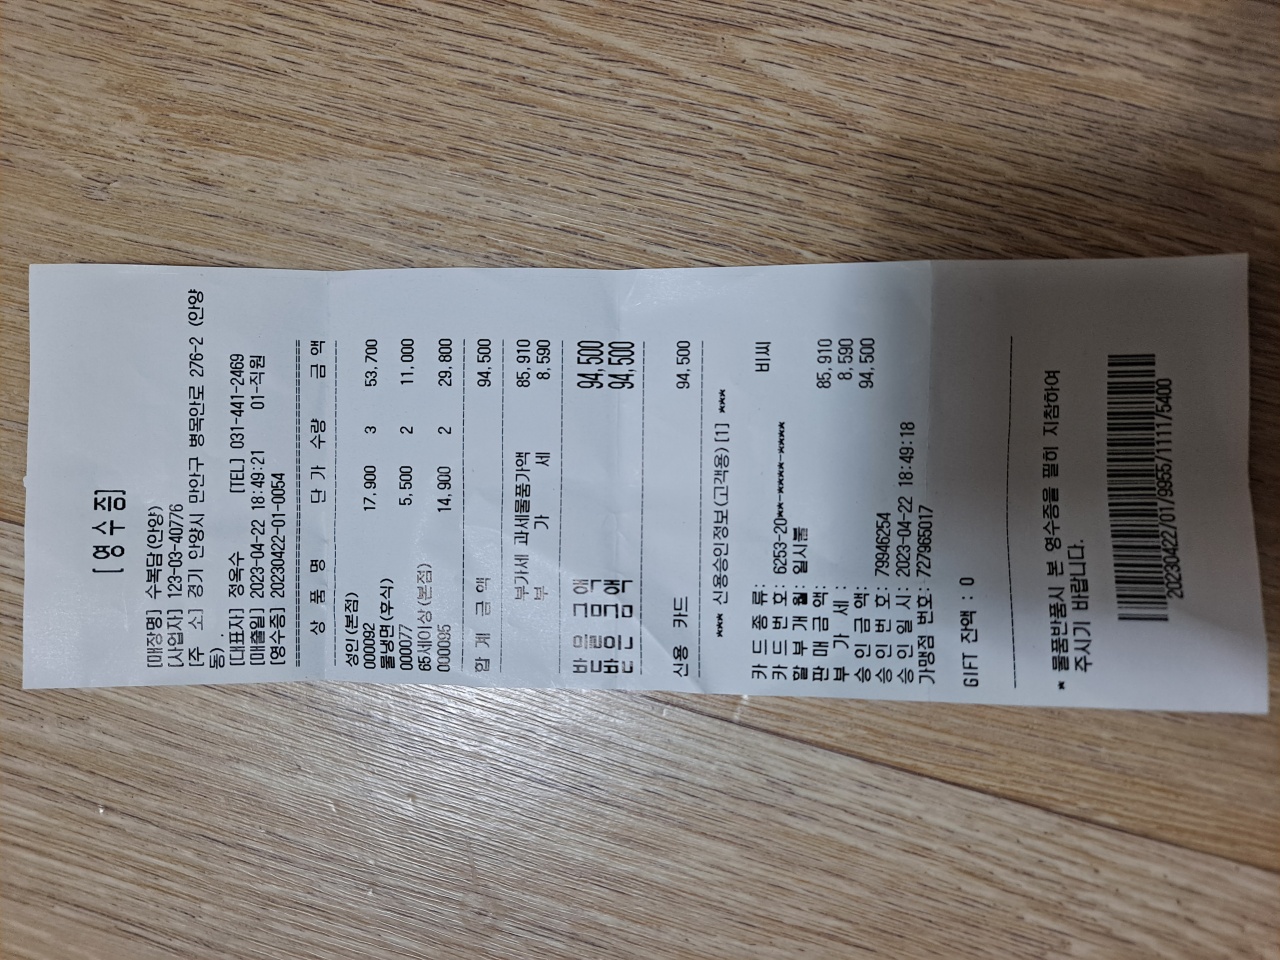 [영수증]
[매장명] 수복담(안양)
[사업자] 123-03-40776
[주 소] 경기 안양시 만안구 병목안로 276-2 (안양
동)
[대표자] 정옥수 [TEL] 031-441-2469
[매출일] 2023-04-22 18:49:21 01-직원
[영수증] 20230422-01-0054
상 품 명 단 가 수량 금 액
성인(본점)
000092 17,900 3 53,700
물냉면(후식)
000077 5,500 2 11,000
65세이상(본점)
000095 14,900 2 29,800
합 계 금 액 94,500
부가세 과세물품가액 85,910
부 가 세 8,590
받을금액 94,500
받은금액 94,500
신용 카드 94,500
*** 신용승인정보(고객용) [1] ***
카 드 종 류: 비씨
카 드 번 호: 6253-20**-****-****
할 부 개 월: 일시불
판 매 금 액: 85,910
부 가 세 : 8,590
승 인 금 액: 94,500
승 인 번 호: 79946254
승 인 일 시: 2023-04-22 18:49:18
가맹점 번호: 727965017
GIFT 잔액 : 0
* 물품반품시 본 영수증을 필히 지참하여
주시기 바랍니다.
20230422/01/9955/1111/5400